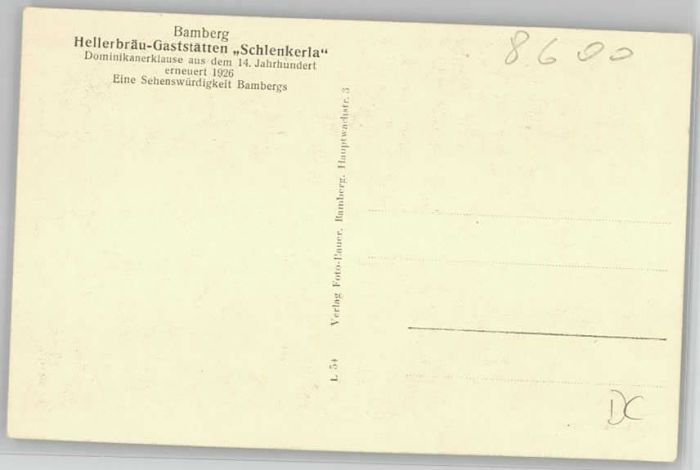 Bamberg
Hellerbräu-Gaststätten „Schlenkerla“
Dominikanerklause aus dem 14. Jahrhundert
erneuert 1926
Eine Sehenswürdigkeit Bambergs
8600
L 54 Verlag Foto-Bauer, Bamberg, Hauptwachstr. 3
DC